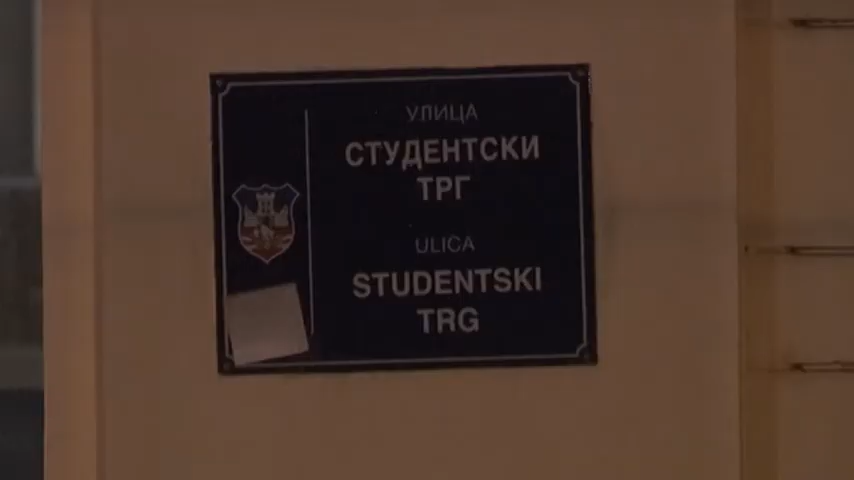 УЛИЦА
СТУДЕНТСКИ
ТРГ
ULICA
STUDENTSKI
TRG